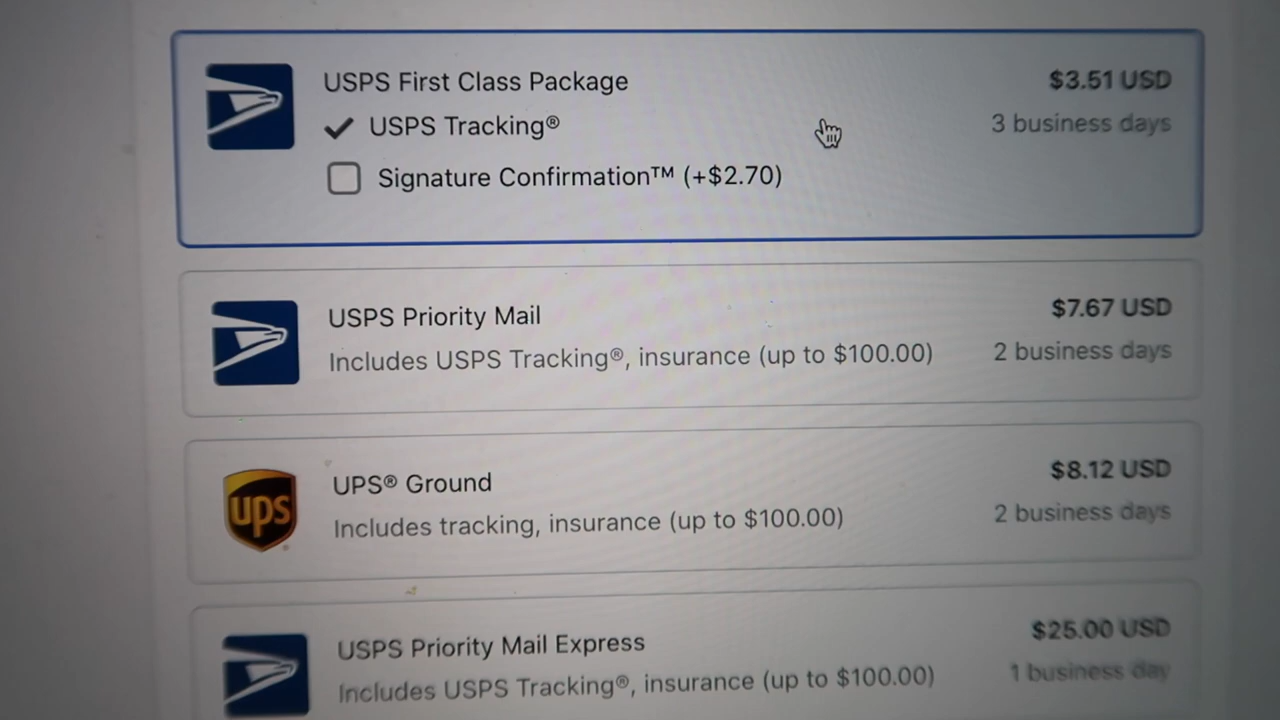 USPS First Class Package
$3.51 USD
USPS Tracking®
3 business days
Signature Confirmation™ (+$2.70)
USPS Priority Mail
$7.67 USD
Includes USPS Tracking®, insurance (up to $100.00)
2 business days
ups
UPS® Ground
$8.12 USD
Includes tracking, insurance (up to $100.00)
2 business days
USPS Priority Mail Express
$25.00 USD
Includes USPS Tracking®, insurance (up to $100.00)
1 business day